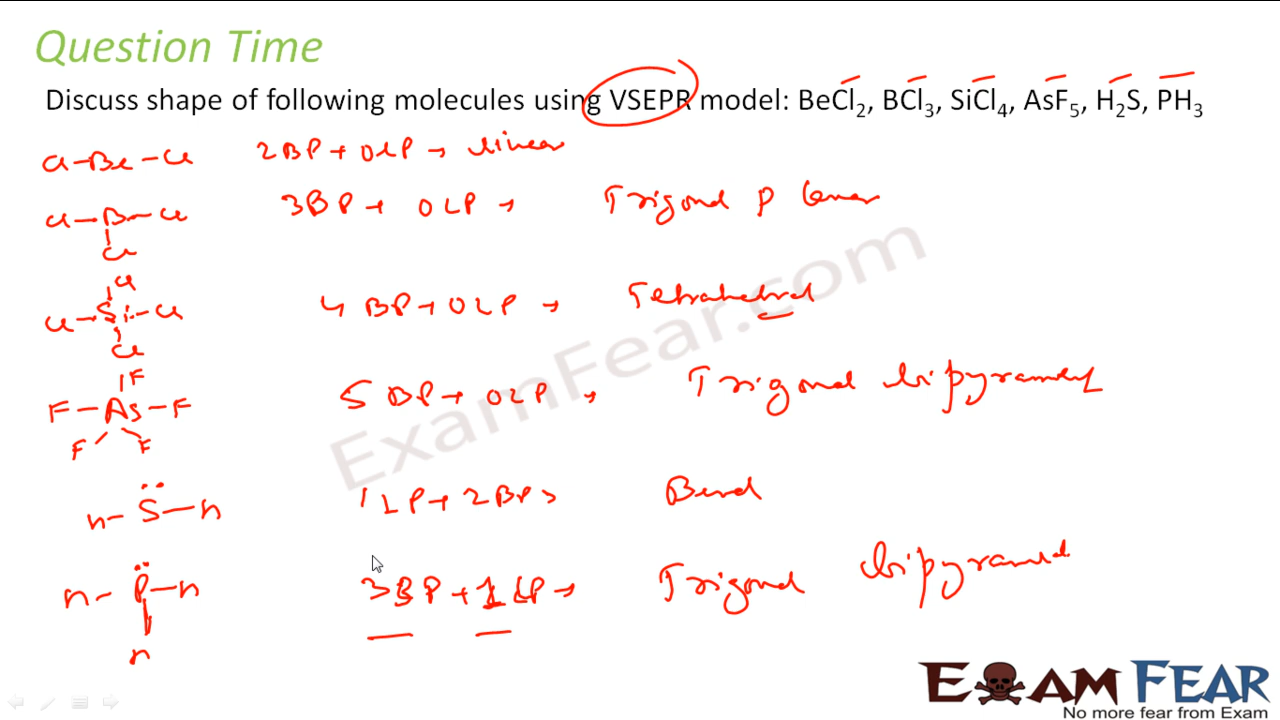 Question Time
Discuss shape of following molecules using VSEPR model: BeCl₂, BCl₃, SiCl₄, AsF₅, H₂S, PH₃
Cl-Be-Cl 2BP + 0LP → linear
Cl-B-Cl 3BP + 0LP → Trigonal planar
Cl
Cl
Cl-Si-Cl 4BP + 0LP → Tetrahedral
Cl
F
F-As-F 5BP + 0LP → Trigonal bipyramidal
F F
H-S-H 1LP + 2BP → Bend
H-P-H 3BP + 1LP → Trigonal bipyramidal
H
ExamFear.com
EXAM FEAR
No more fear from Exam